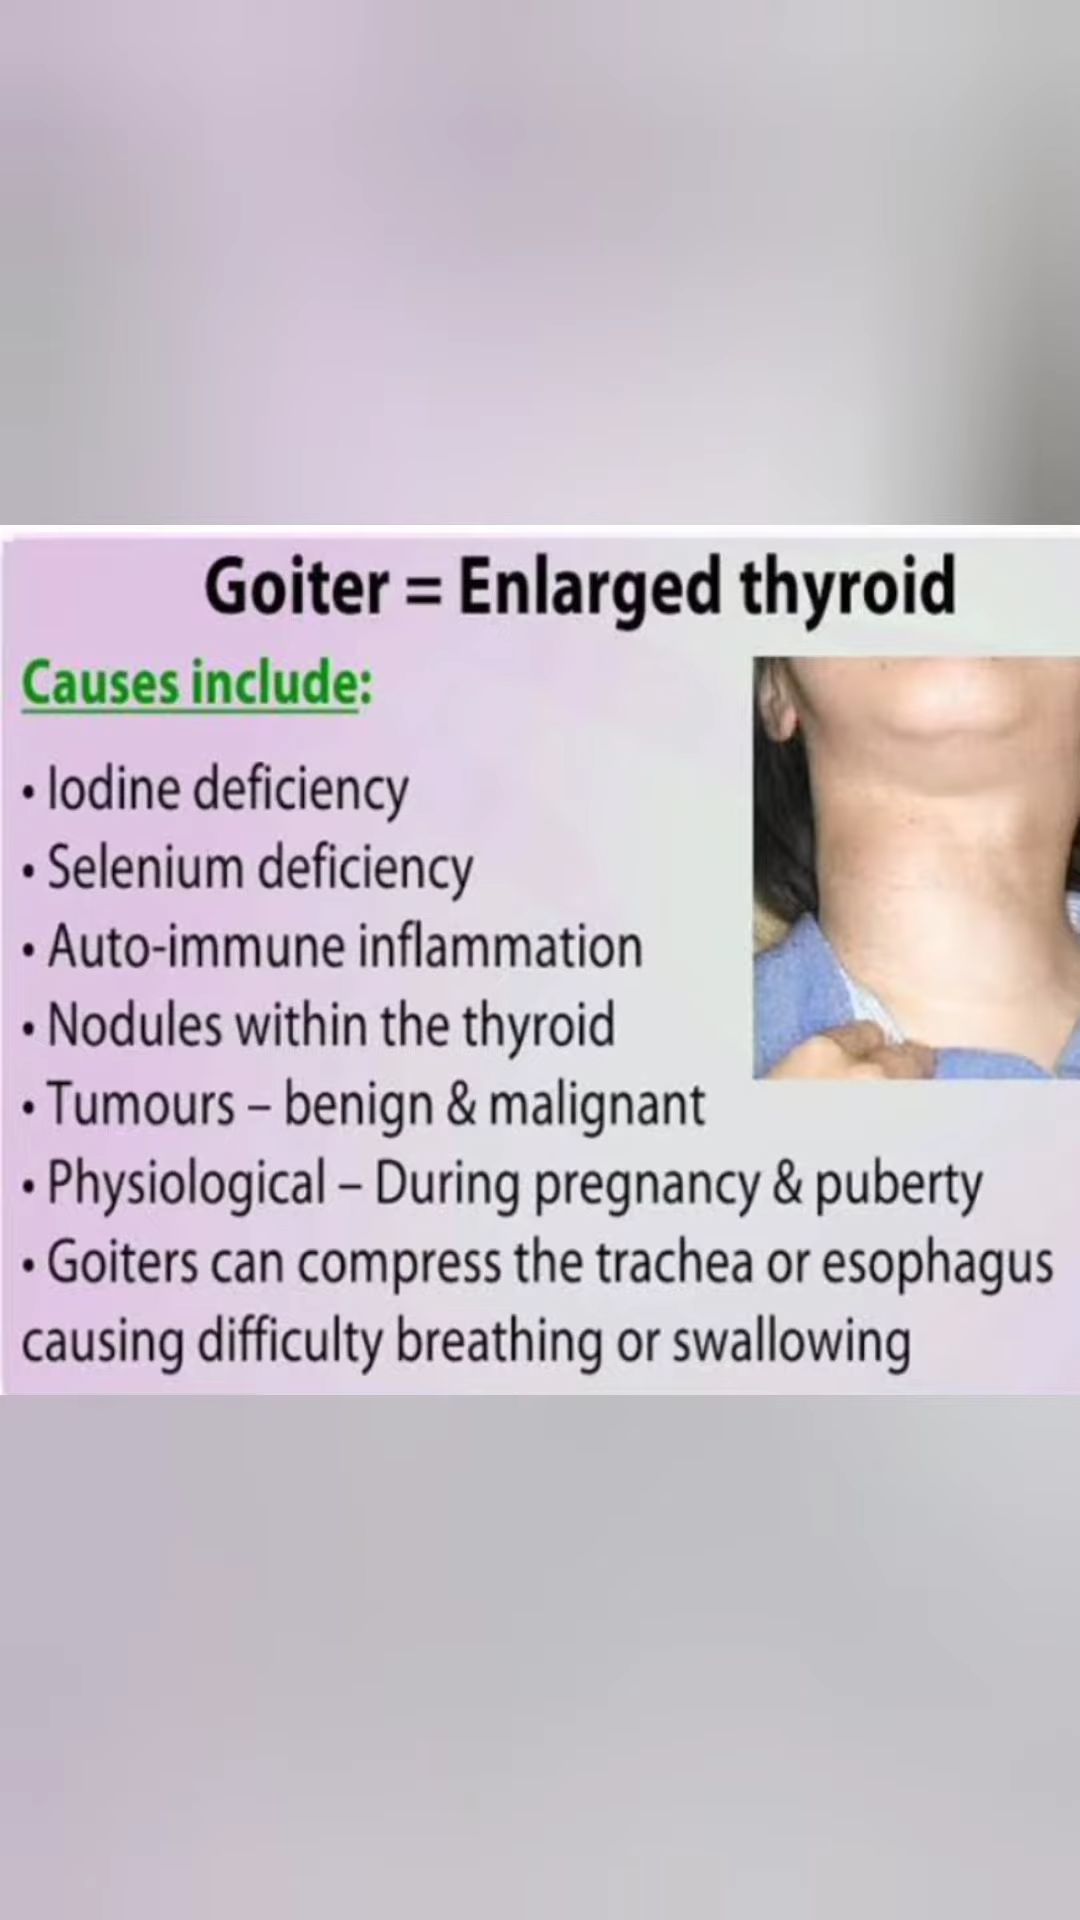 Goiter = Enlarged thyroid
Causes include:
• Iodine deficiency
• Selenium deficiency
• Auto-immune inflammation
• Nodules within the thyroid
• Tumours – benign & malignant
• Physiological – During pregnancy & puberty
• Goiters can compress the trachea or esophagus
causing difficulty breathing or swallowing